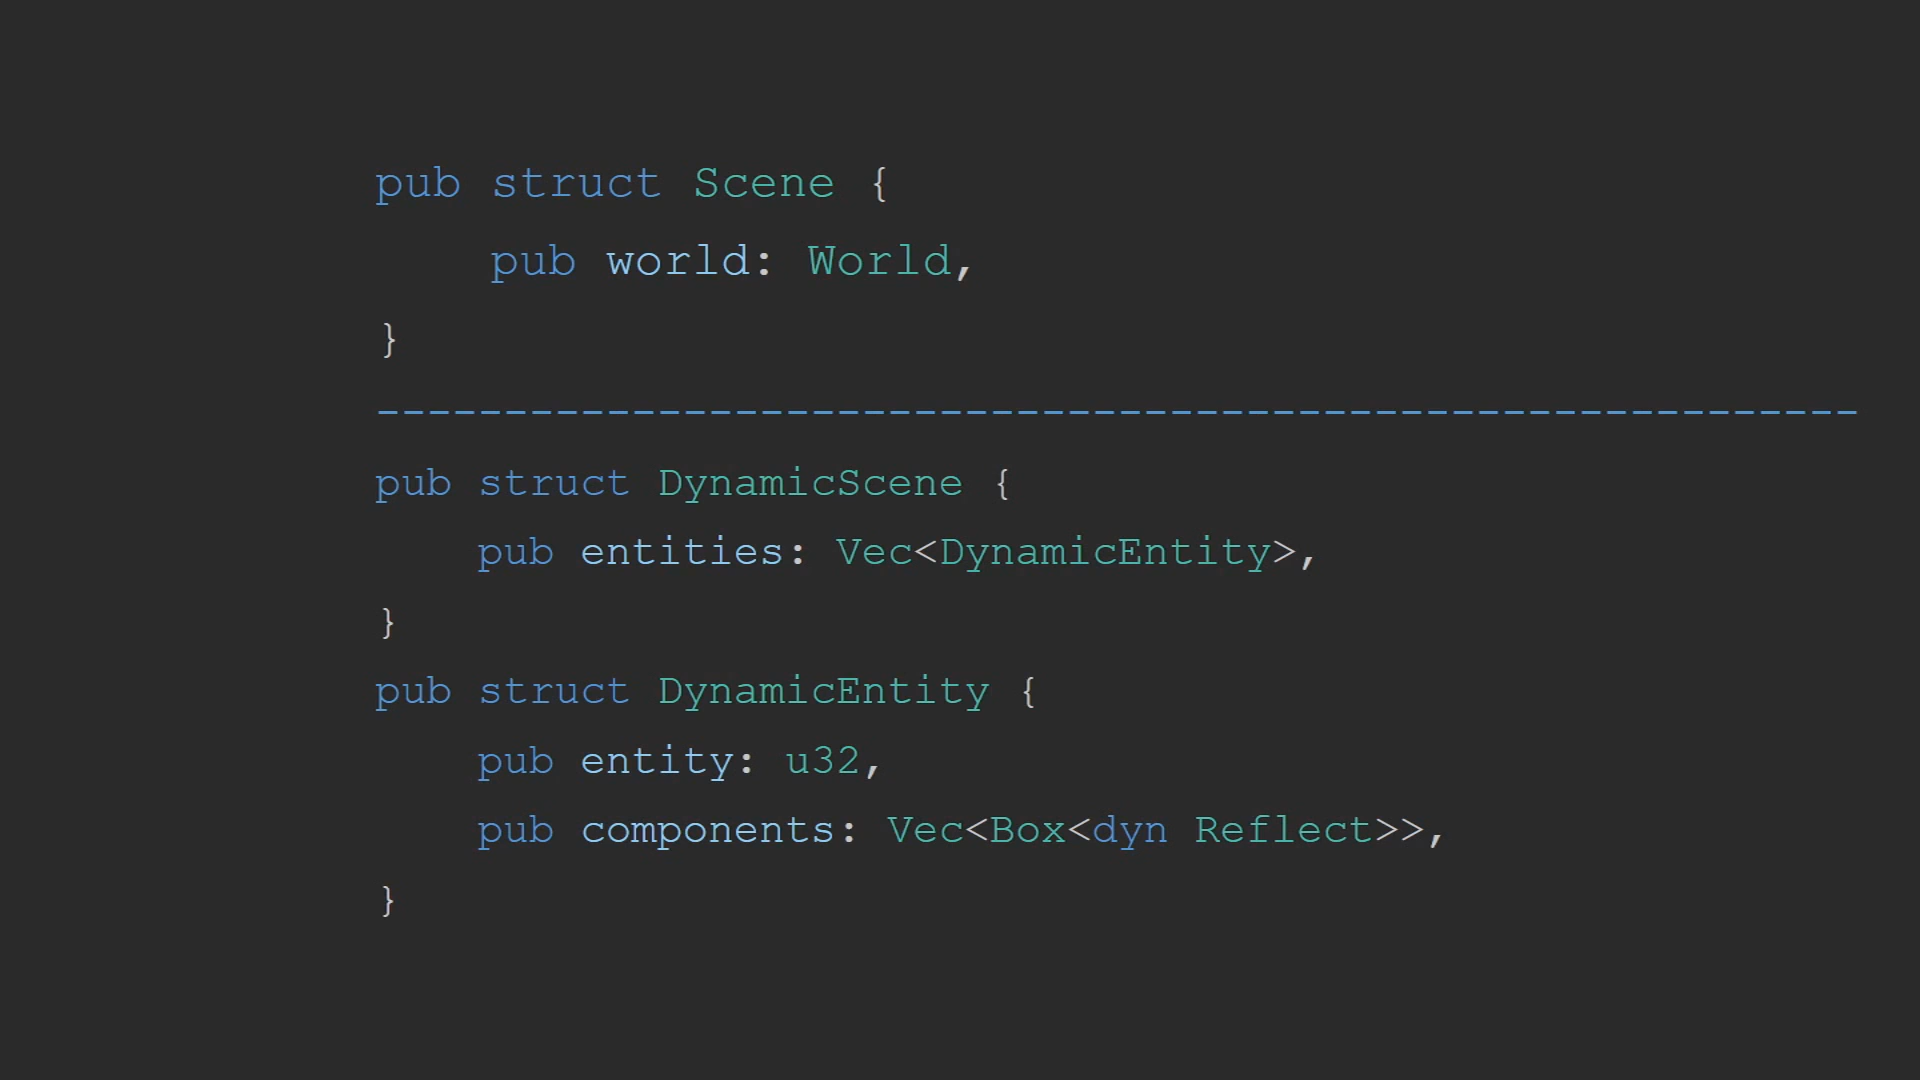 pub struct Scene {
    pub world: World,
}
----------------------------------------------------------
pub struct DynamicScene {
    pub entities: Vec<DynamicEntity>,
}
pub struct DynamicEntity {
    pub entity: u32,
    pub components: Vec<Box<dyn Reflect>>,
}